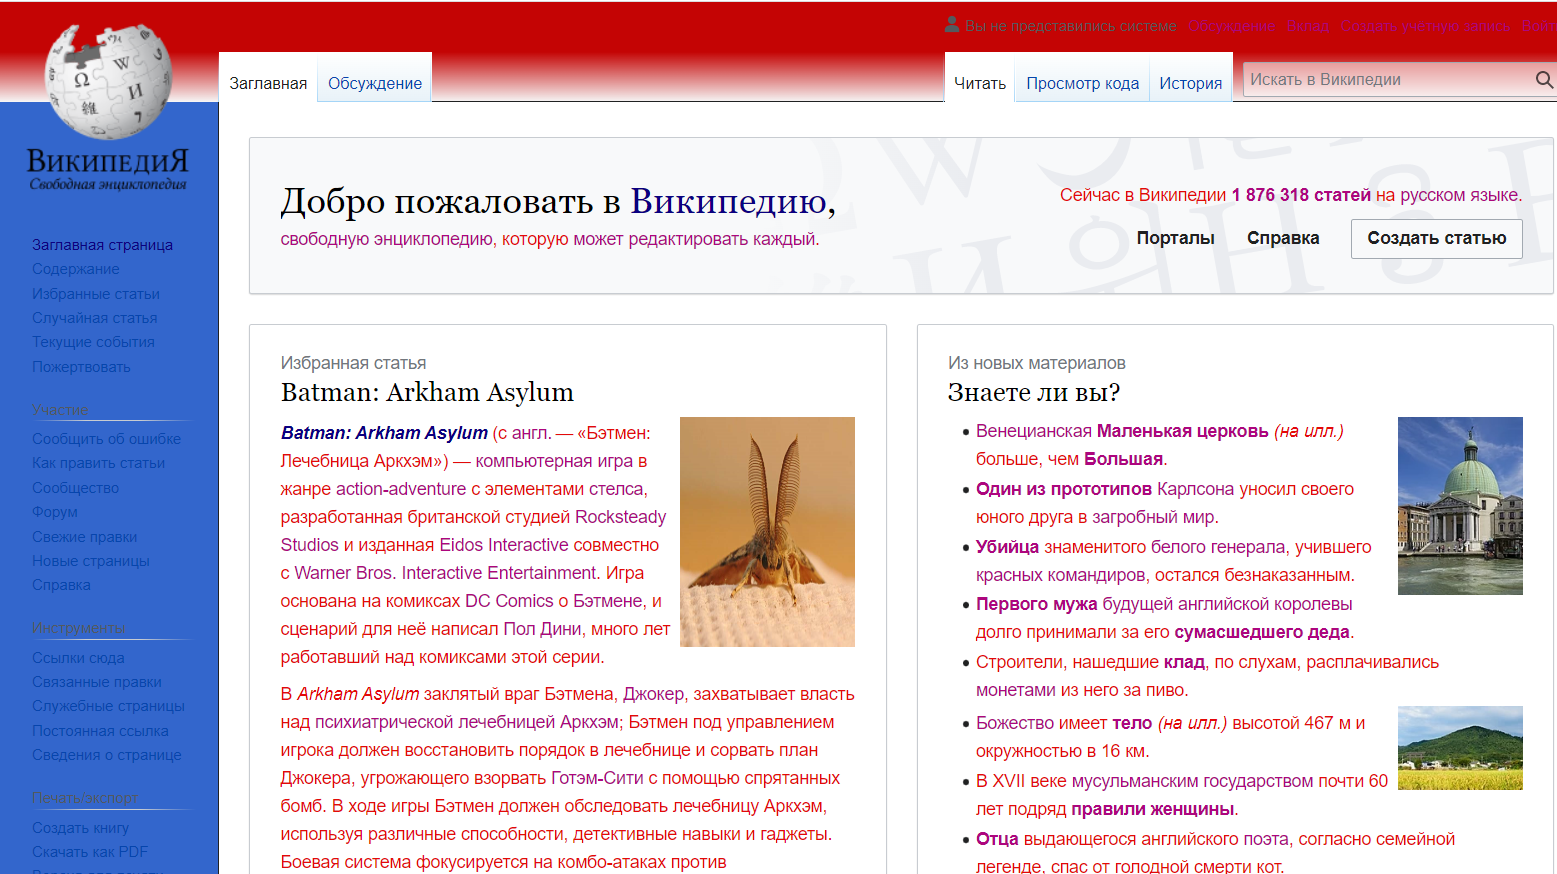 Вы не представились системе Обсуждение Вклад Создать учётную запись Войти
Заглавная Обсуждение Читать Просмотр кода История Искать в Википедии
ВикипедиЯ
Свободная энциклопедия
Заглавная страница
Содержание
Избранные статьи
Случайная статья
Текущие события
Пожертвовать
Участие
Сообщить об ошибке
Как править статьи
Сообщество
Форум
Свежие правки
Новые страницы
Справка
Инструменты
Ссылки сюда
Связанные правки
Служебные страницы
Постоянная ссылка
Сведения о странице
Печать/экспорт
Создать книгу
Скачать как PDF
Добро пожаловать в Википедию,
свободную энциклопедию, которую может редактировать каждый.
Сейчас в Википедии 1 876 318 статей на русском языке.
Порталы Справка Создать статью
Избранная статья
Batman: Arkham Asylum
Batman: Arkham Asylum (с англ. — «Бэтмен:
Лечебница Аркхэм») — компьютерная игра в
жанре action-adventure с элементами стелса,
разработанная британской студией Rocksteady
Studios и изданная Eidos Interactive совместно
с Warner Bros. Interactive Entertainment. Игра
основана на комиксах DC Comics о Бэтмене, и
сценарий для неё написал Пол Дини, много лет
работавший над комиксами этой серии.
В Arkham Asylum заклятый враг Бэтмена, Джокер, захватывает власть
над психиатрической лечебницей Аркхэм; Бэтмен под управлением
игрока должен восстановить порядок в лечебнице и сорвать план
Джокера, угрожающего взорвать Готэм-Сити с помощью спрятанных
бомб. В ходе игры Бэтмен должен обследовать лечебницу Аркхэм,
используя различные способности, детективные навыки и гаджеты.
Боевая система фокусируется на комбо-атаках против
Из новых материалов
Знаете ли вы?
Венецианская Маленькая церковь (на илл.)
больше, чем Большая.
Один из прототипов Карлсона уносил своего
юного друга в загробный мир.
Убийца знаменитого белого генерала, учившего
красных командиров, остался безнаказанным.
Первого мужа будущей английской королевы
долго принимали за его сумасшедшего деда.
Строители, нашедшие клад, по слухам, расплачивались
монетами из него за пиво.
Божество имеет тело (на илл.) высотой 467 м и
окружностью в 16 км.
В XVII веке мусульманским государством почти 60
лет подряд правили женщины.
Отца выдающегося английского поэта, согласно семейной
легенде, спас от голодной смерти кот.